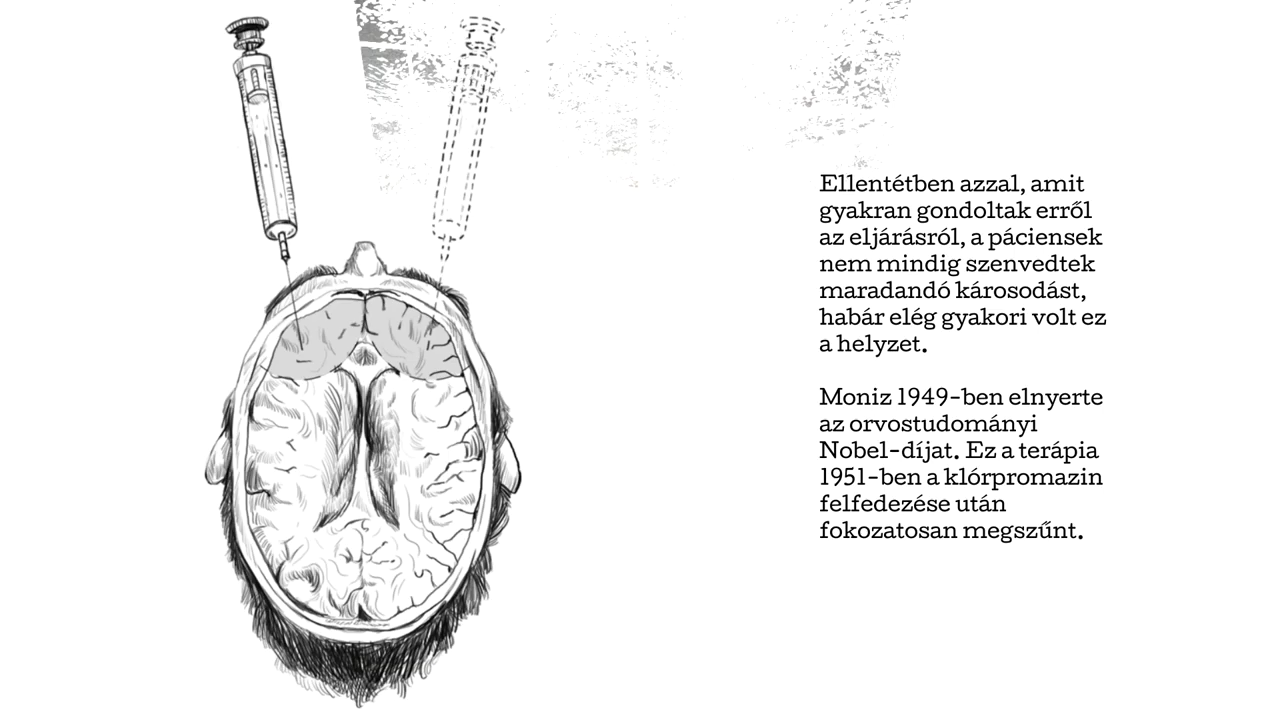 Ellentétben azzal, amit
gyakran gondoltak erről
az eljárásról, a páciensek
nem mindig szenvedtek
maradandó károsodást,
habár elég gyakori volt ez
a helyzet.
Moniz 1949-ben elnyerte
az orvostudományi
Nobel-díjat. Ez a terápia
1951-ben a klórpromazin
felfedezése után
fokozatosan megszűnt.